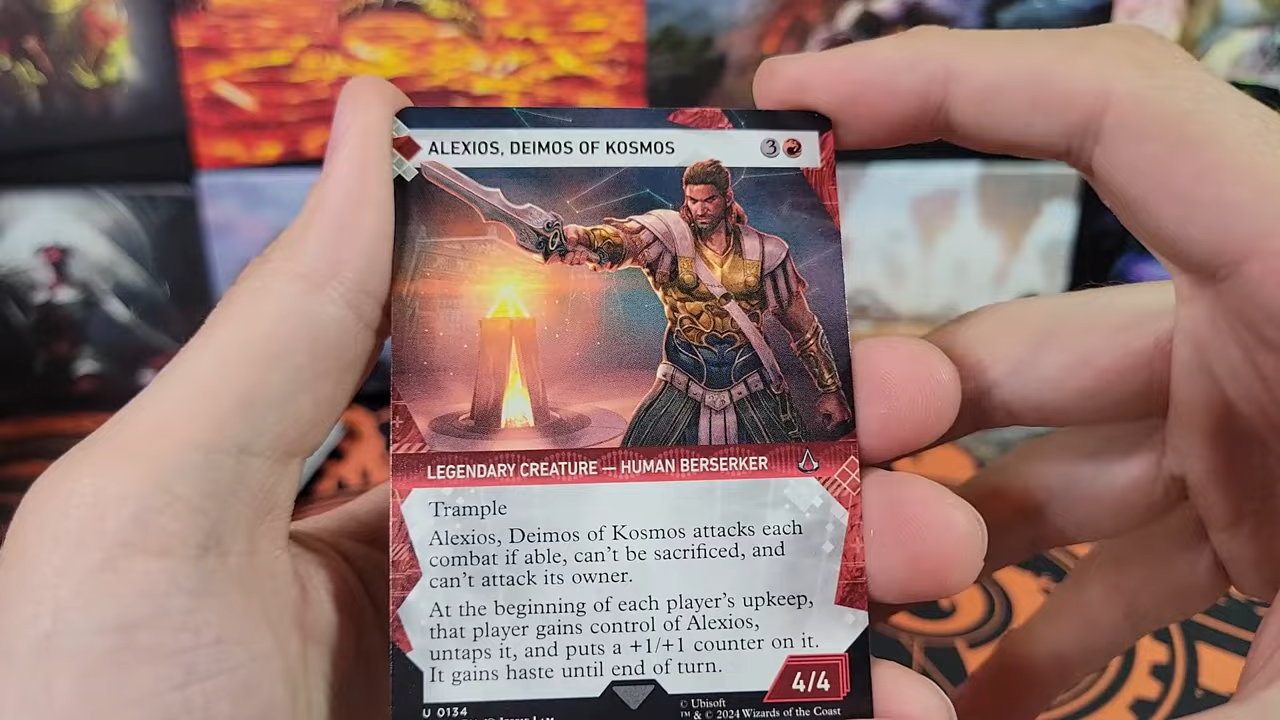 ALEXIOS, DEIMOS OF KOSMOS 3
LEGENDARY CREATURE — HUMAN BERSERKER
Trample
Alexios, Deimos of Kosmos attacks each
combat if able, can't be sacrificed, and
can't attack its owner.
At the beginning of each player's upkeep,
that player gains control of Alexios,
untaps it, and puts a +1/+1 counter on it.
It gains haste until end of turn.
4/4
U 0134
© Ubisoft
™ & © 2024 Wizards of the Coast